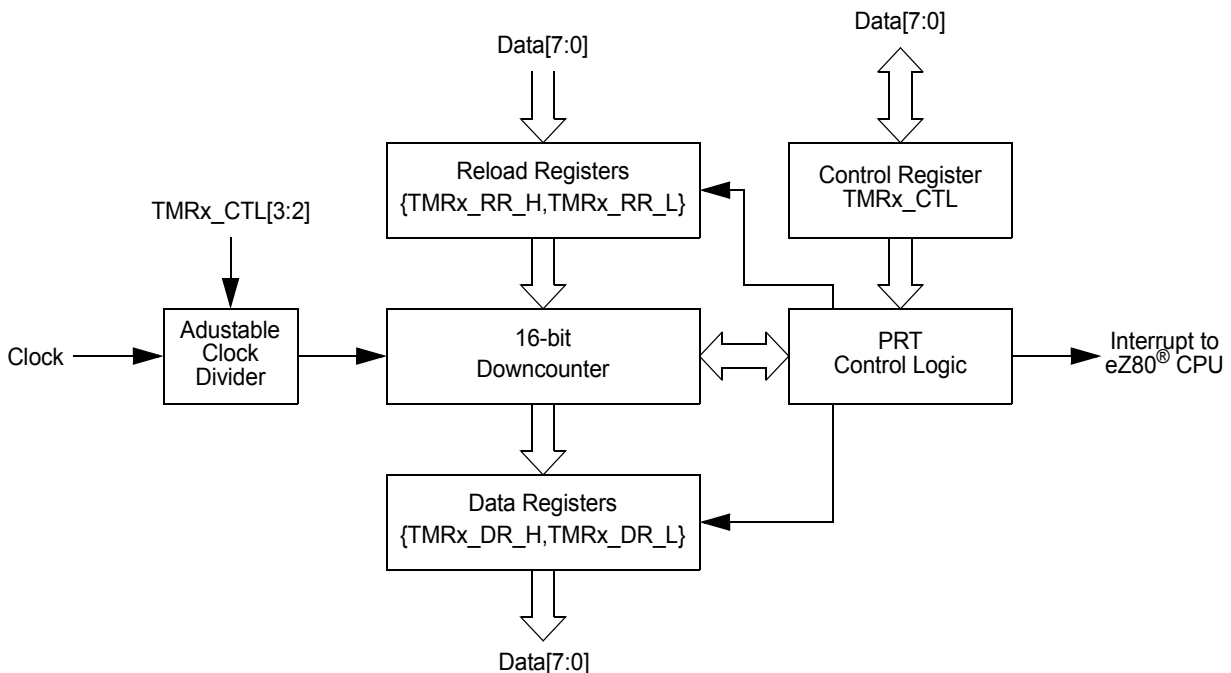 Data[7:0]
Data[7:0]
Reload Registers
{TMRx_RR_H,TMRx_RR_L}
Control Register
TMRx_CTL
TMRx_CTL[3:2]
Clock
Adustable
Clock
Divider
16-bit
Downcounter
PRT
Control Logic
Interrupt to
eZ80® CPU
Data Registers
{TMRx_DR_H,TMRx_DR_L}
Data[7:0]